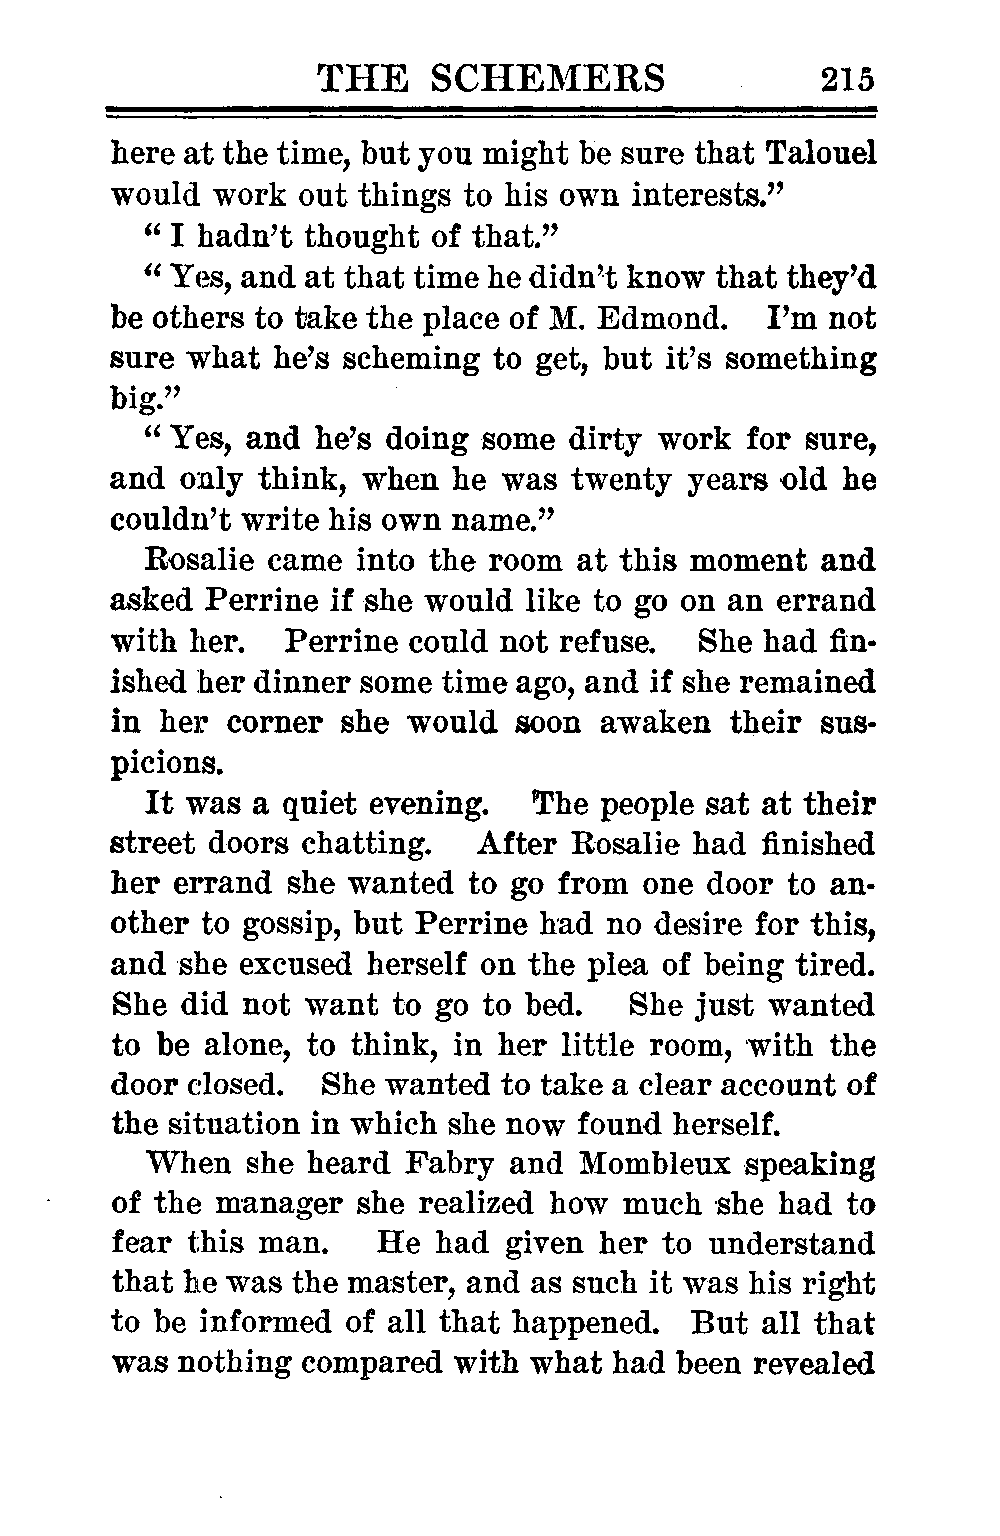 THE SCHEMERS 215
here at the time, but you might be sure that Talouel
would work out things to his own interests.”
“ I hadn’t thought of that.”
“ Yes, and at that time he didn’t know that they’d
be others to take the place of M. Edmond. I’m not
sure what he’s scheming to get, but it’s something
big.”
“ Yes, and he’s doing some dirty work for sure,
and only think, when he was twenty years old he
couldn’t write his own name.”
Rosalie came into the room at this moment and
asked Perrine if she would like to go on an errand
with her. Perrine could not refuse. She had fin-
ished her dinner some time ago, and if she remained
in her corner she would soon awaken their sus-
picions.
It was a quiet evening. The people sat at their
street doors chatting. After Rosalie had finished
her errand she wanted to go from one door to an-
other to gossip, but Perrine had no desire for this,
and she excused herself on the plea of being tired.
She did not want to go to bed. She just wanted
to be alone, to think, in her little room, with the
door closed. She wanted to take a clear account of
the situation in which she now found herself.
When she heard Fabry and Mombleux speaking
of the manager she realized how much she had to
fear this man. He had given her to understand
that he was the master, and as such it was his right
to be informed of all that happened. But all that
was nothing compared with what had been revealed